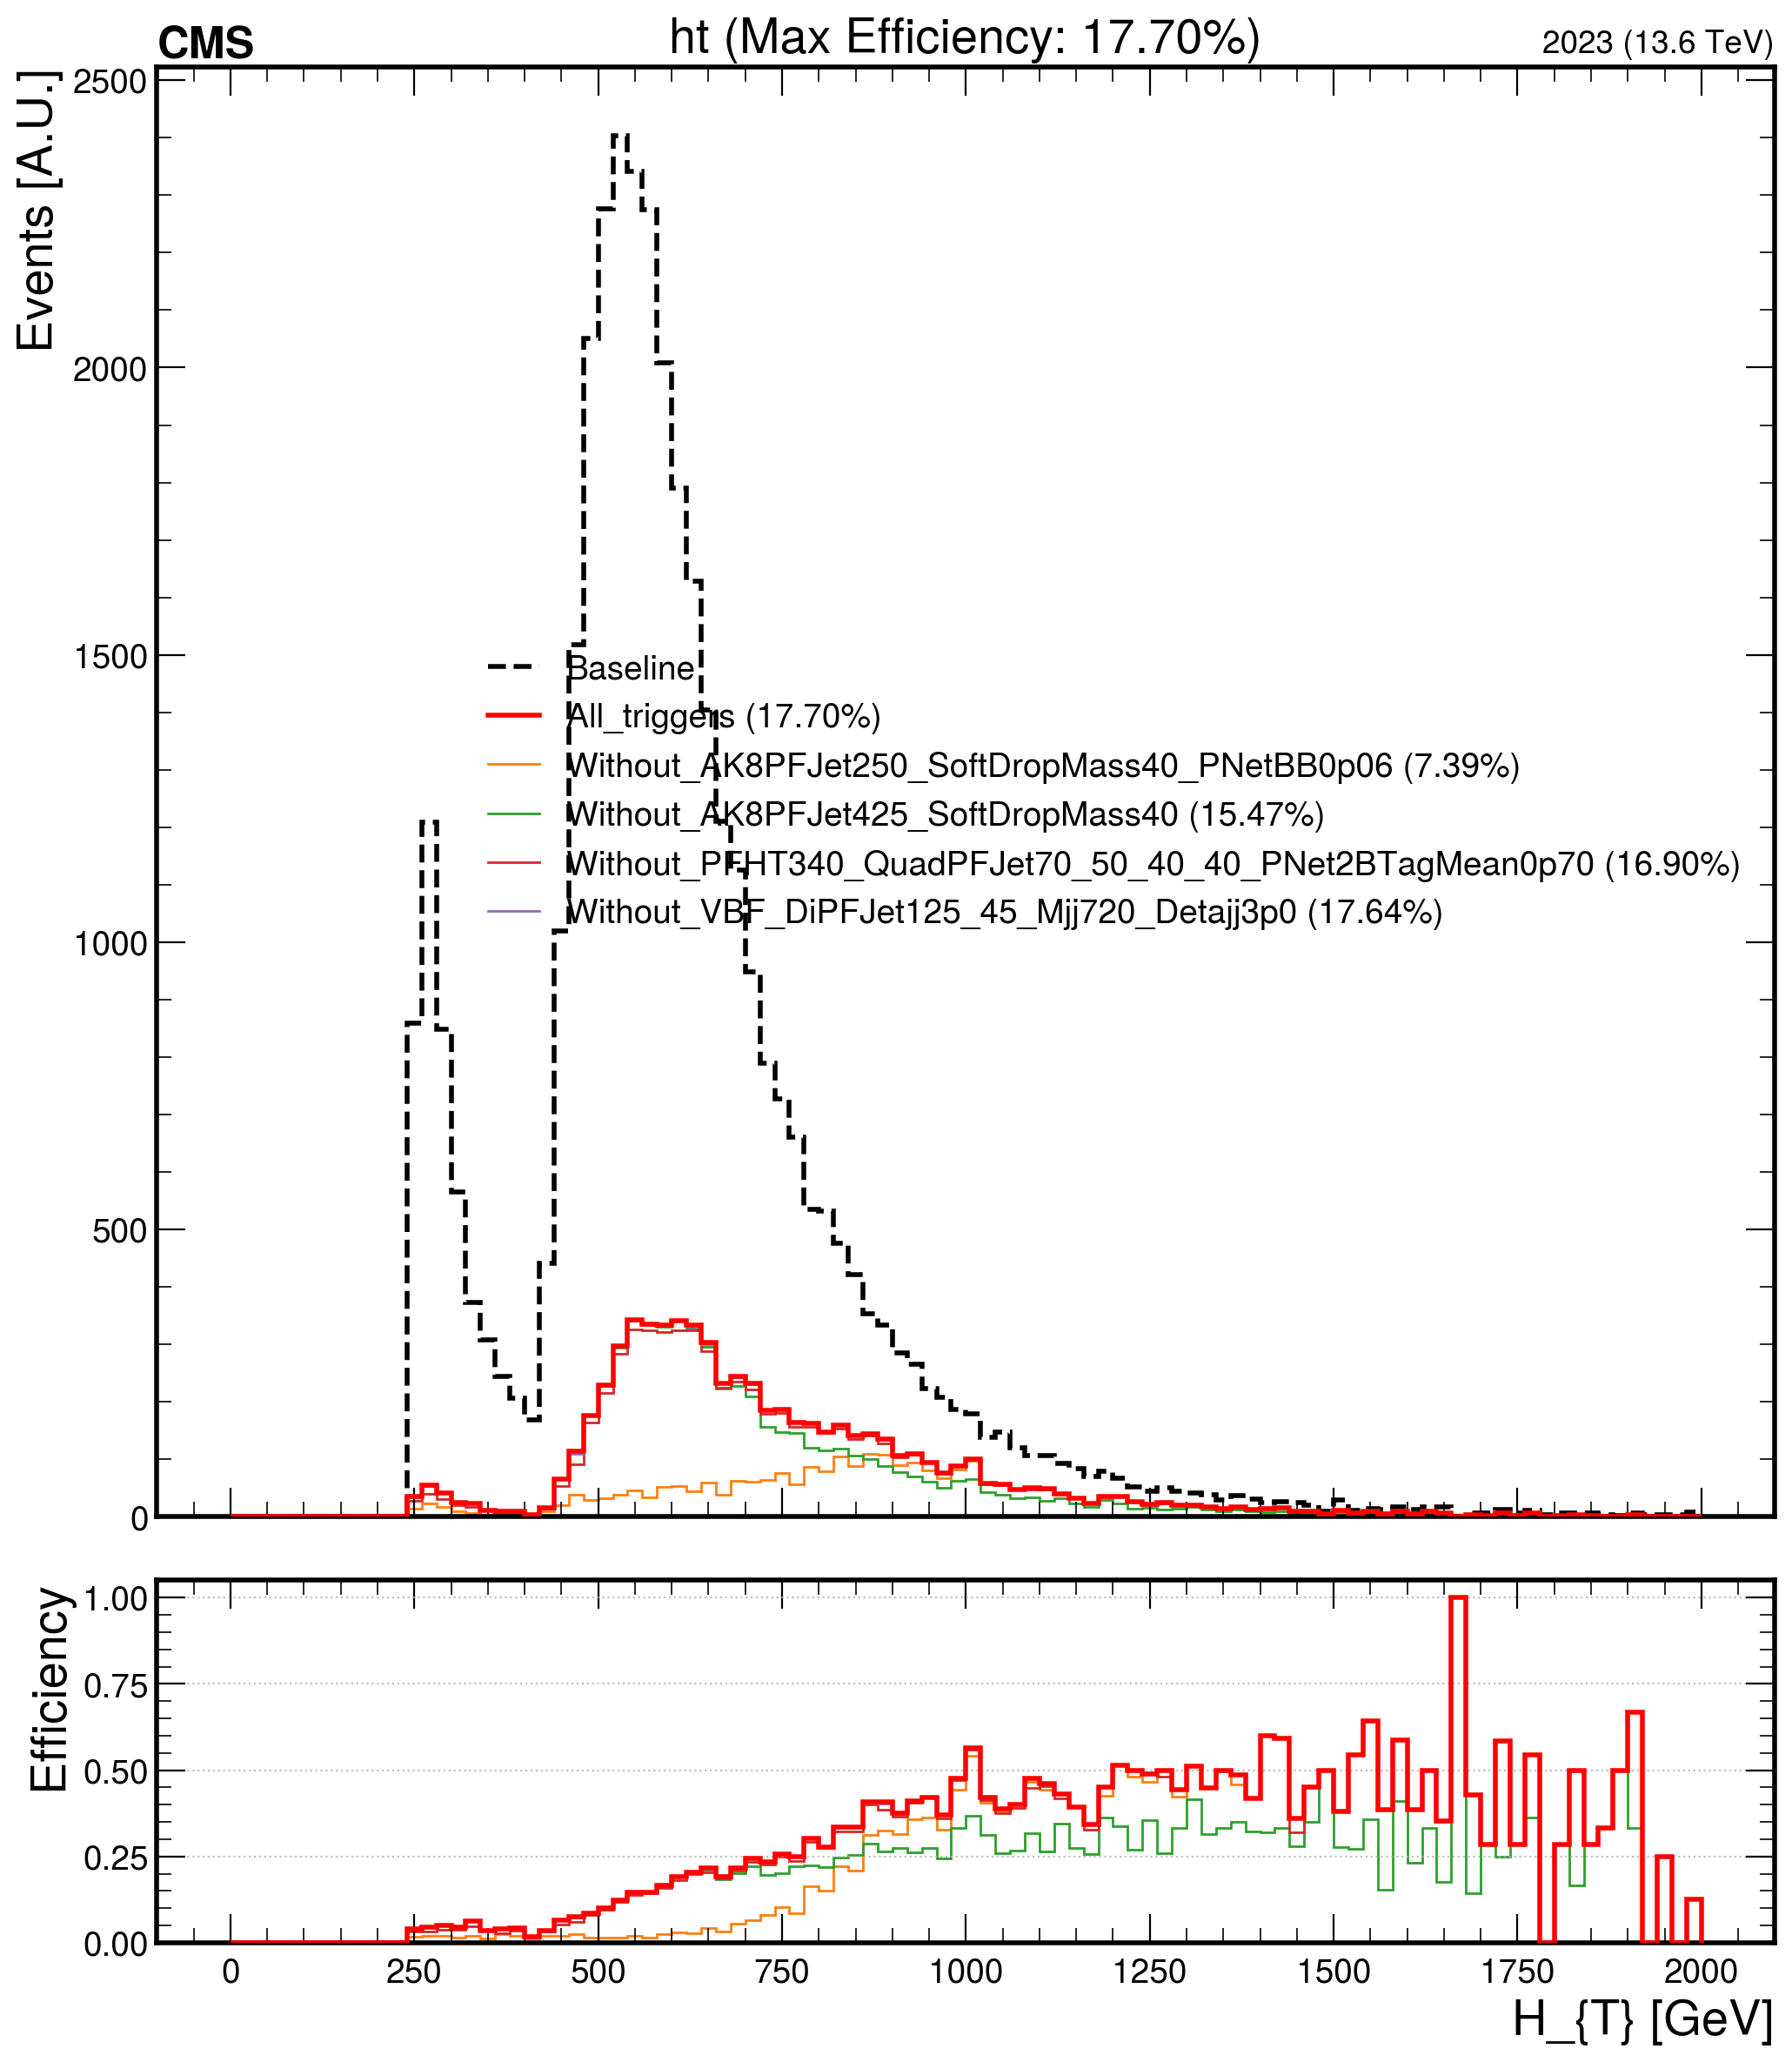 CMS
ht (Max Efficiency: 17.70%)
2023 (13.6 TeV)
Events [A.U.]
2500
2000
1500
1000
500
0
Baseline
All_triggers (17.70%)
Without_AK8PFJet250_SoftDropMass40_PNetBB0p06 (7.39%)
Without_AK8PFJet425_SoftDropMass40 (15.47%)
Without_PFHT340_QuadPFJet70_50_40_40_PNet2BTagMean0p70 (16.90%)
Without_VBF_DiPFJet125_45_Mjj720_Detajj3p0 (17.64%)
Efficiency
1.00
0.75
0.50
0.25
0.00
0 250 500 750 1000 1250 1500 1750 2000
H_{T} [GeV]